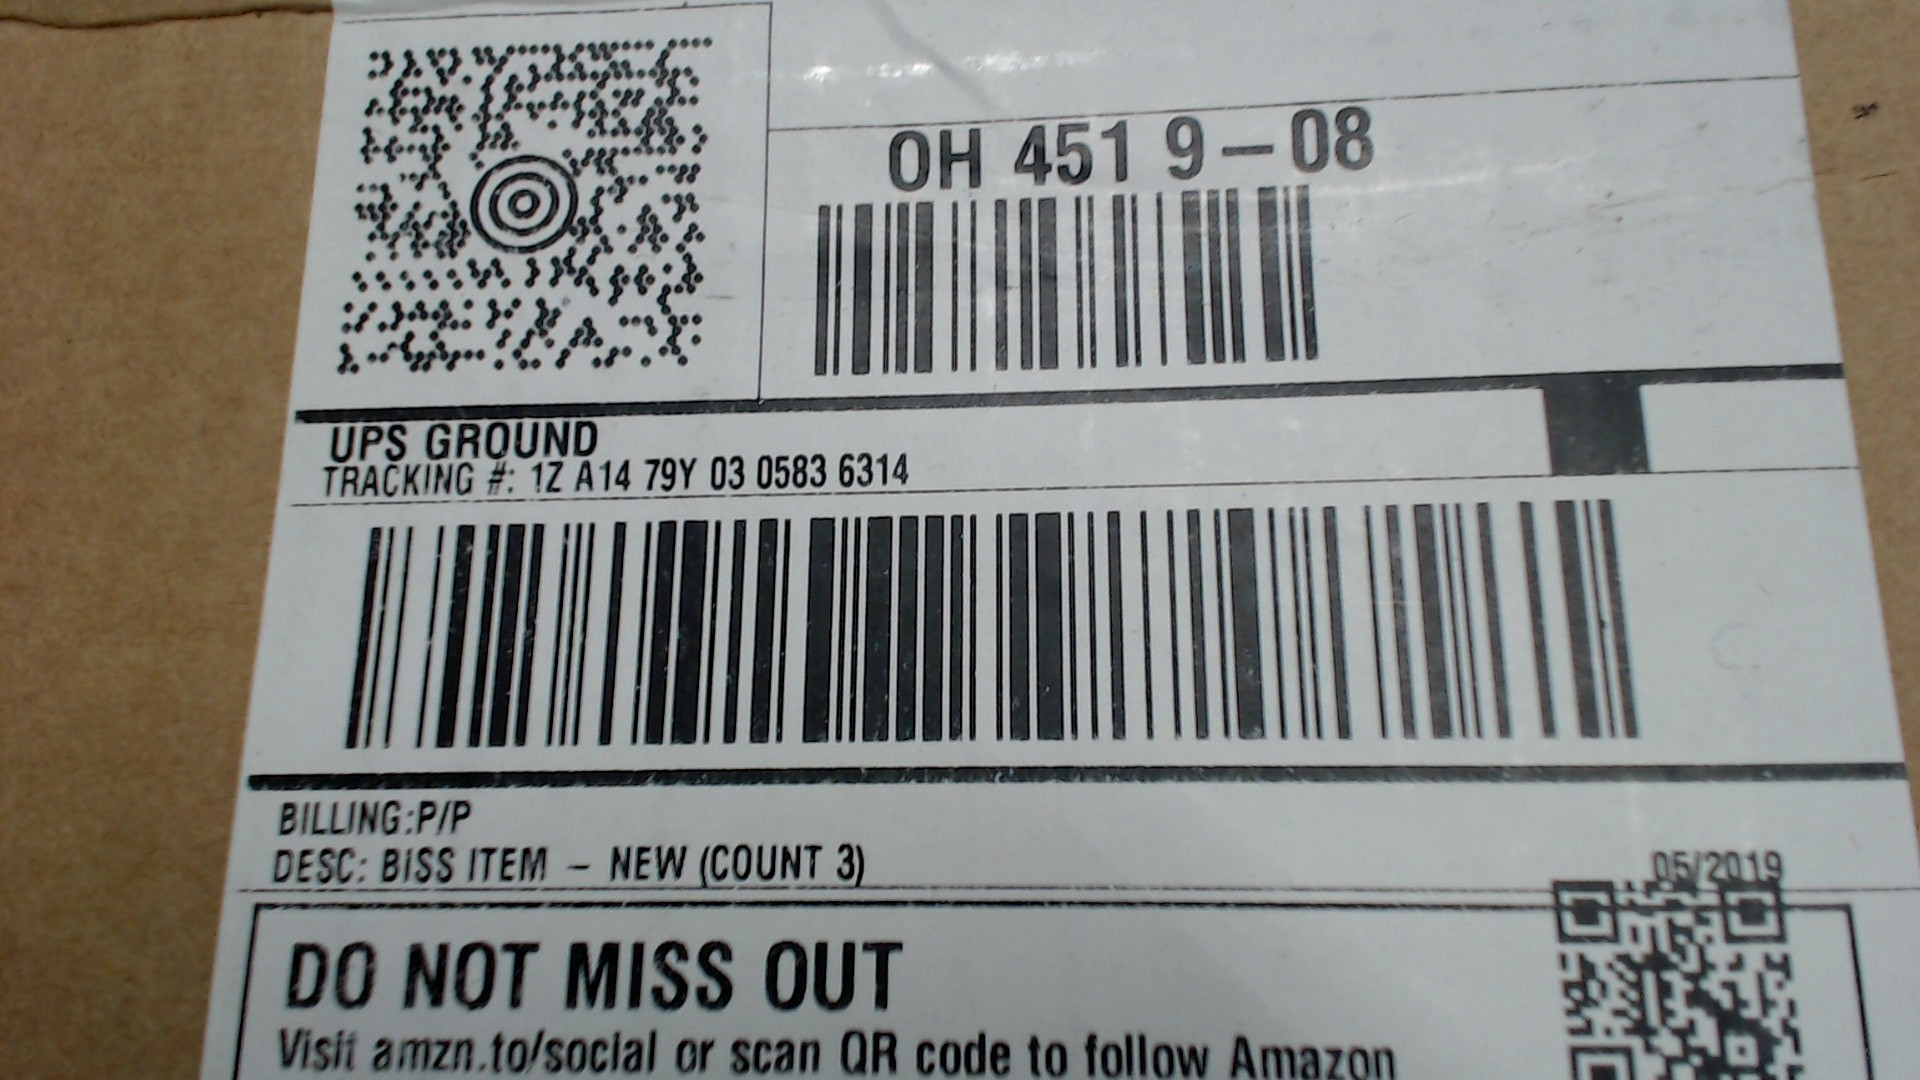 OH 451 9-08
UPS GROUND
TRACKING #: 1Z A14 79Y 03 0583 6314
BILLING:P/P
DESC: BISS ITEM - NEW (COUNT 3)
05/2019
DO NOT MISS OUT
Visit amzn.to/social or scan QR code to follow Amazon